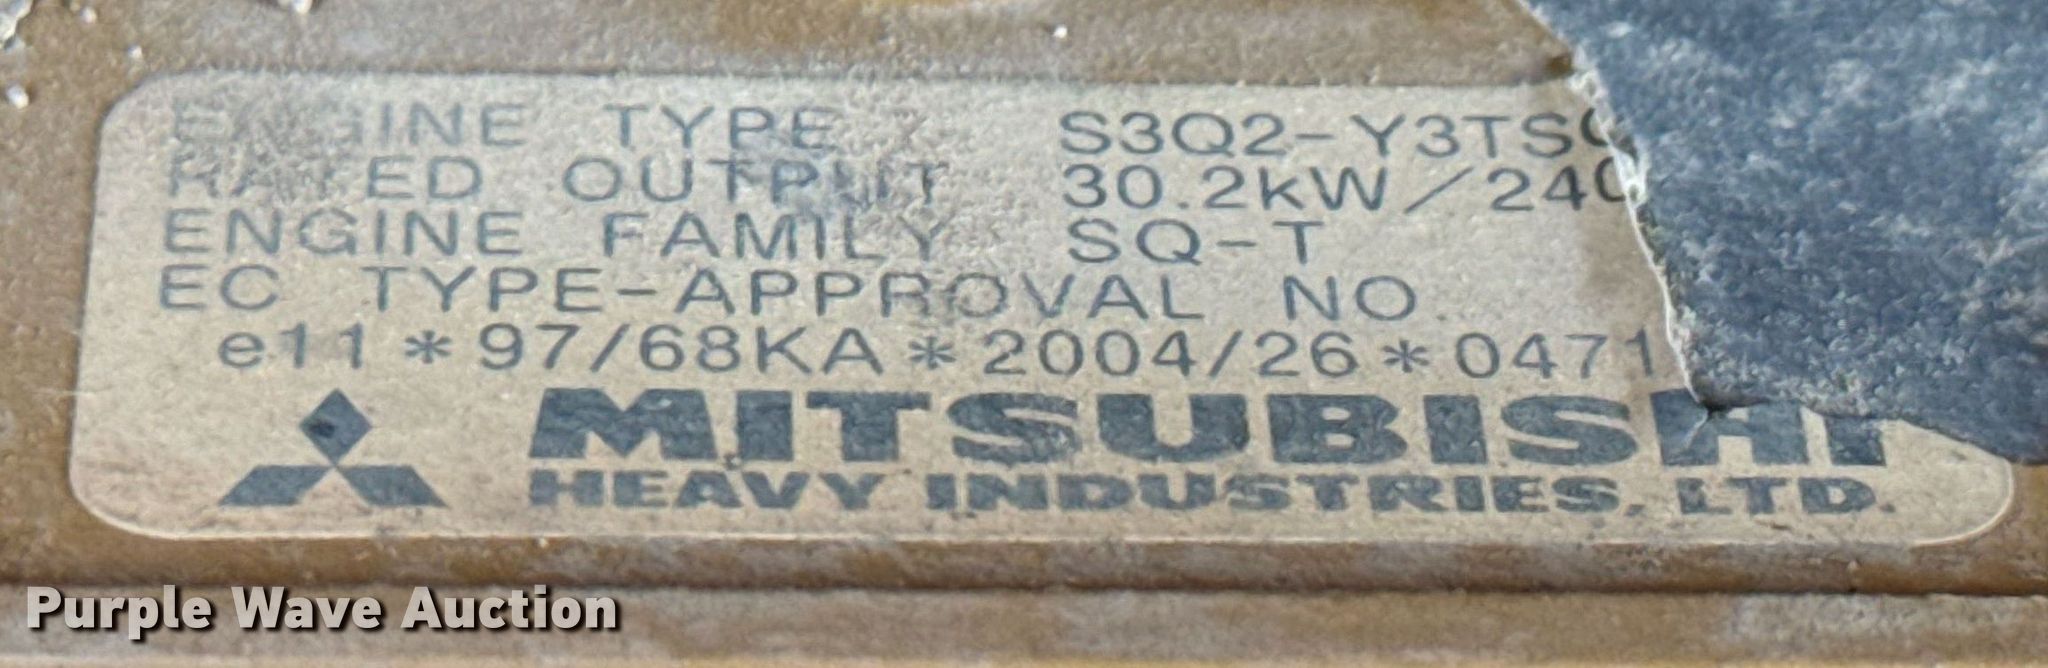 ENGINE TYPE S3Q2-Y3TS
RATED OUTPUT 30.2kW/240
ENGINE FAMILY SQ-T
EC TYPE-APPROVAL NO.
e11*97/68KA*2004/26*0471
MITSUBISHI
HEAVY INDUSTRIES, LTD.
Purple Wave Auction